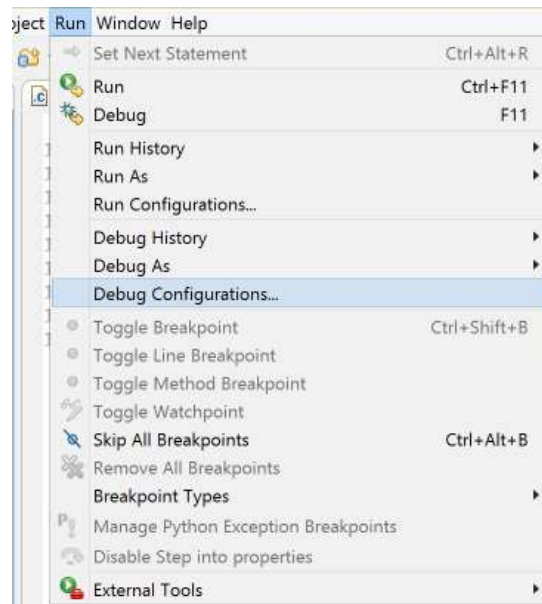 oject Run Window Help
Set Next Statement Ctrl+Alt+R
.c
Run Ctrl+F11
Debug F11
Run History
Run As
Run Configurations...
Debug History
Debug As
Debug Configurations...
Toggle Breakpoint Ctrl+Shift+B
Toggle Line Breakpoint
Toggle Method Breakpoint
Toggle Watchpoint
Skip All Breakpoints Ctrl+Alt+B
Remove All Breakpoints
Breakpoint Types
Manage Python Exception Breakpoints
Disable Step into properties
External Tools